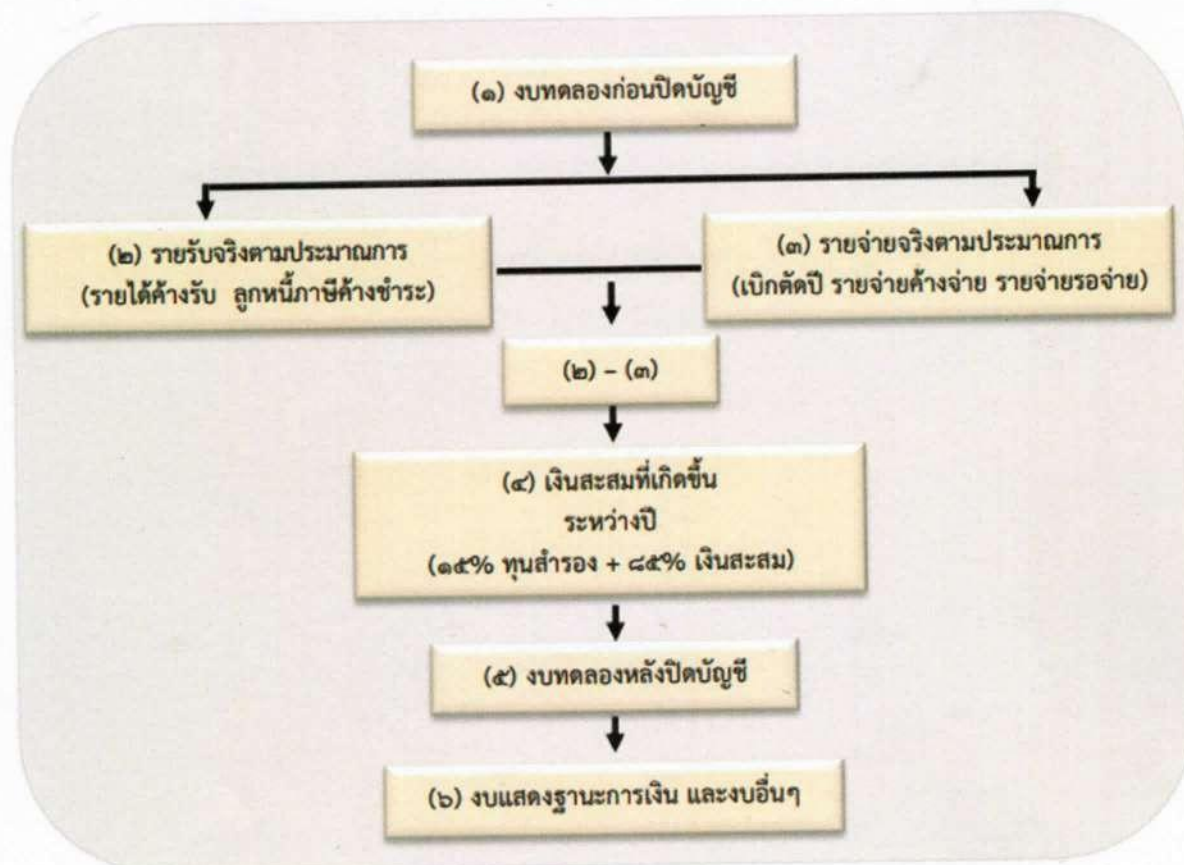 (๑) งบทดลองก่อนปิดบัญชี
(๒) รายรับจริงตามประมาณการ
(รายได้ค้างรับ ลูกหนี้ภาษีค้างชำระ)
(๓) รายจ่ายจริงตามประมาณการ
(เบิกตัดปี รายจ่ายค้างจ่าย รายจ่ายรอจ่าย)
(๒) – (๓)
(๔) เงินสะสมที่เกิดขึ้น
ระหว่างปี
(๑๕% ทุนสำรอง + ๘๕% เงินสะสม)
(๕) งบทดลองหลังปิดบัญชี
(๖) งบแสดงฐานะการเงิน และงบอื่นๆ